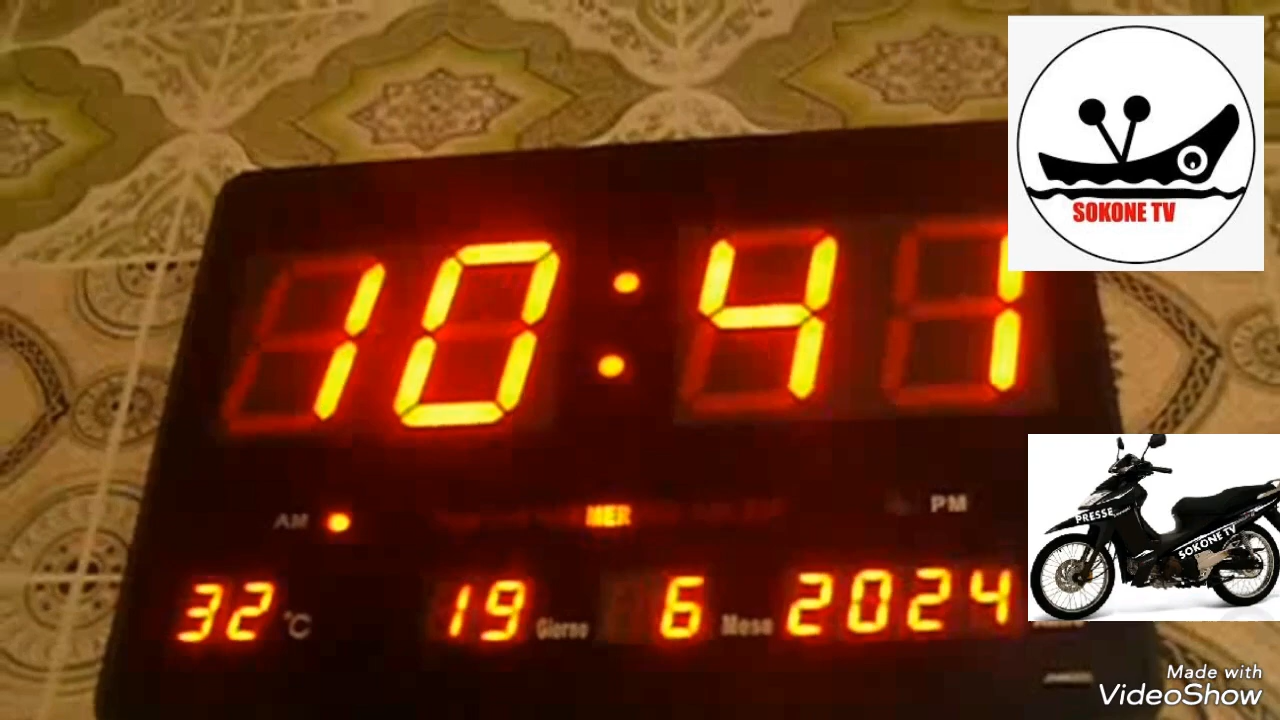 SOKONE TV
10:41
AM MER PM
32 °C 19 Giorno 6 Mese 2024
PRESSE
SOKONE TV
Made with
VideoShow